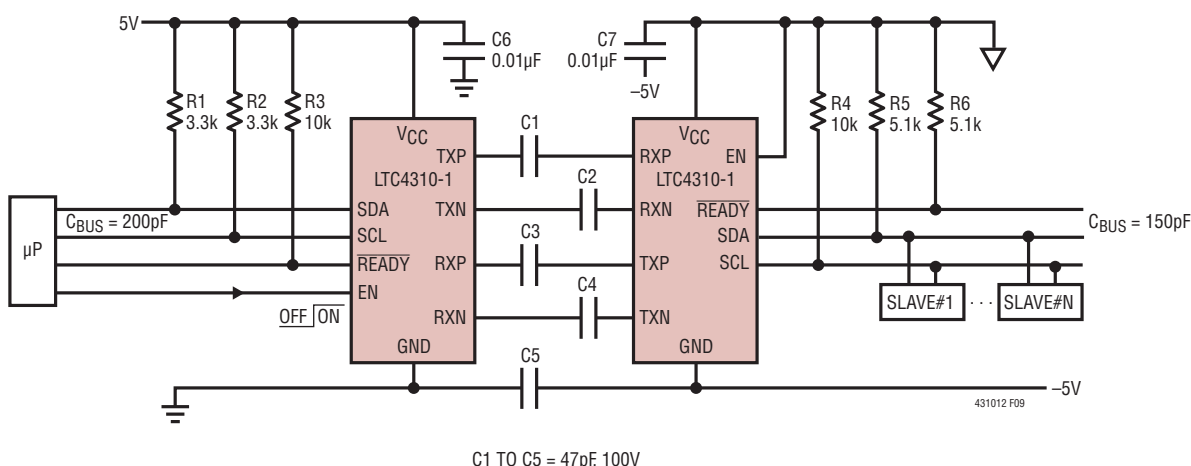 5V
C6
0.01µF
C7
0.01µF
–5V
R1
3.3k
R2
3.3k
R3
10k
R4
10k
R5
5.1k
R6
5.1k
C1
C2
C3
C4
C5
VCC
TXP
LTC4310-1
SDA
TXN
SCL
READY
RXP
EN
RXN
GND
VCC
RXP
EN
LTC4310-1
RXN
READY
SDA
TXP
SCL
TXN
GND
µP
CBUS = 200pF
OFF ON
CBUS = 150pF
SLAVE#1
· · ·
SLAVE#N
–5V
431012 F09
C1 TO C5 = 47pF, 100V